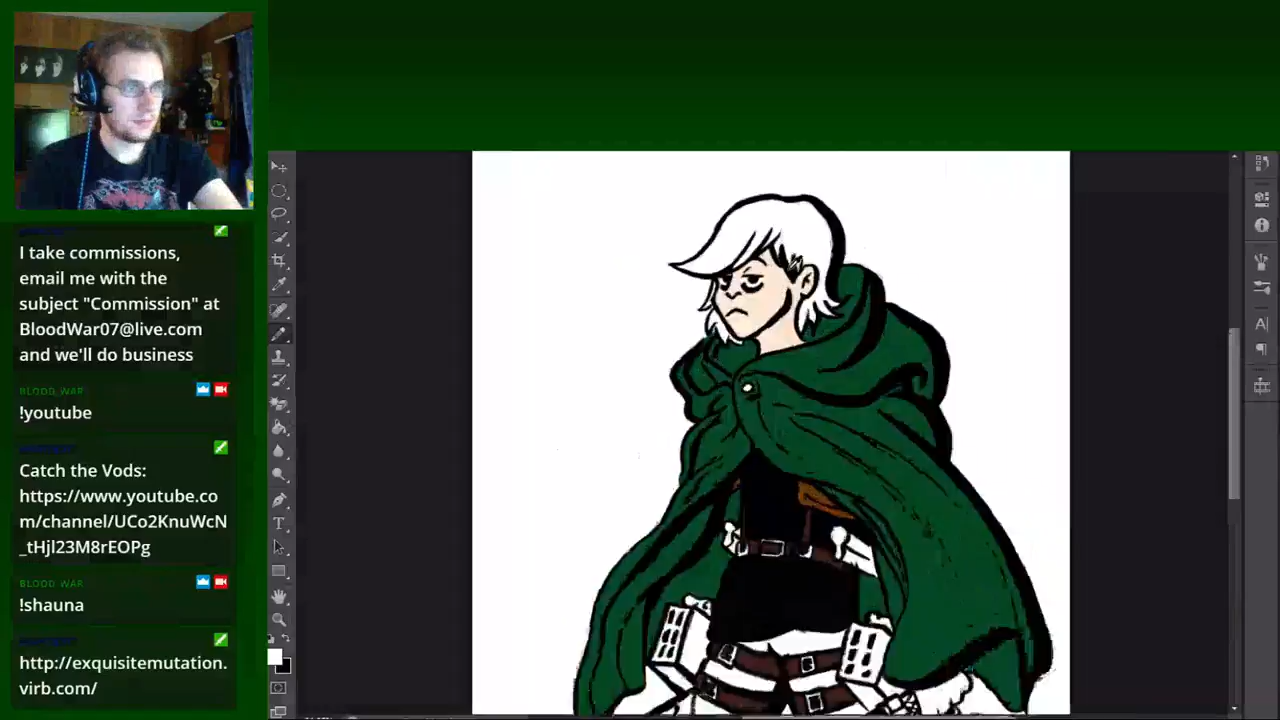 I take commissions,
email me with the
subject "Commission" at
BloodWar07@live.com
and we'll do business
BLOOD_WAR
!youtube
Catch the Vods:
https://www.youtube.co
m/channel/UCo2KnuWcN
_tHjl23M8rEOPg
BLOOD_WAR
!shauna
http://exquisitemutation.
virb.com/